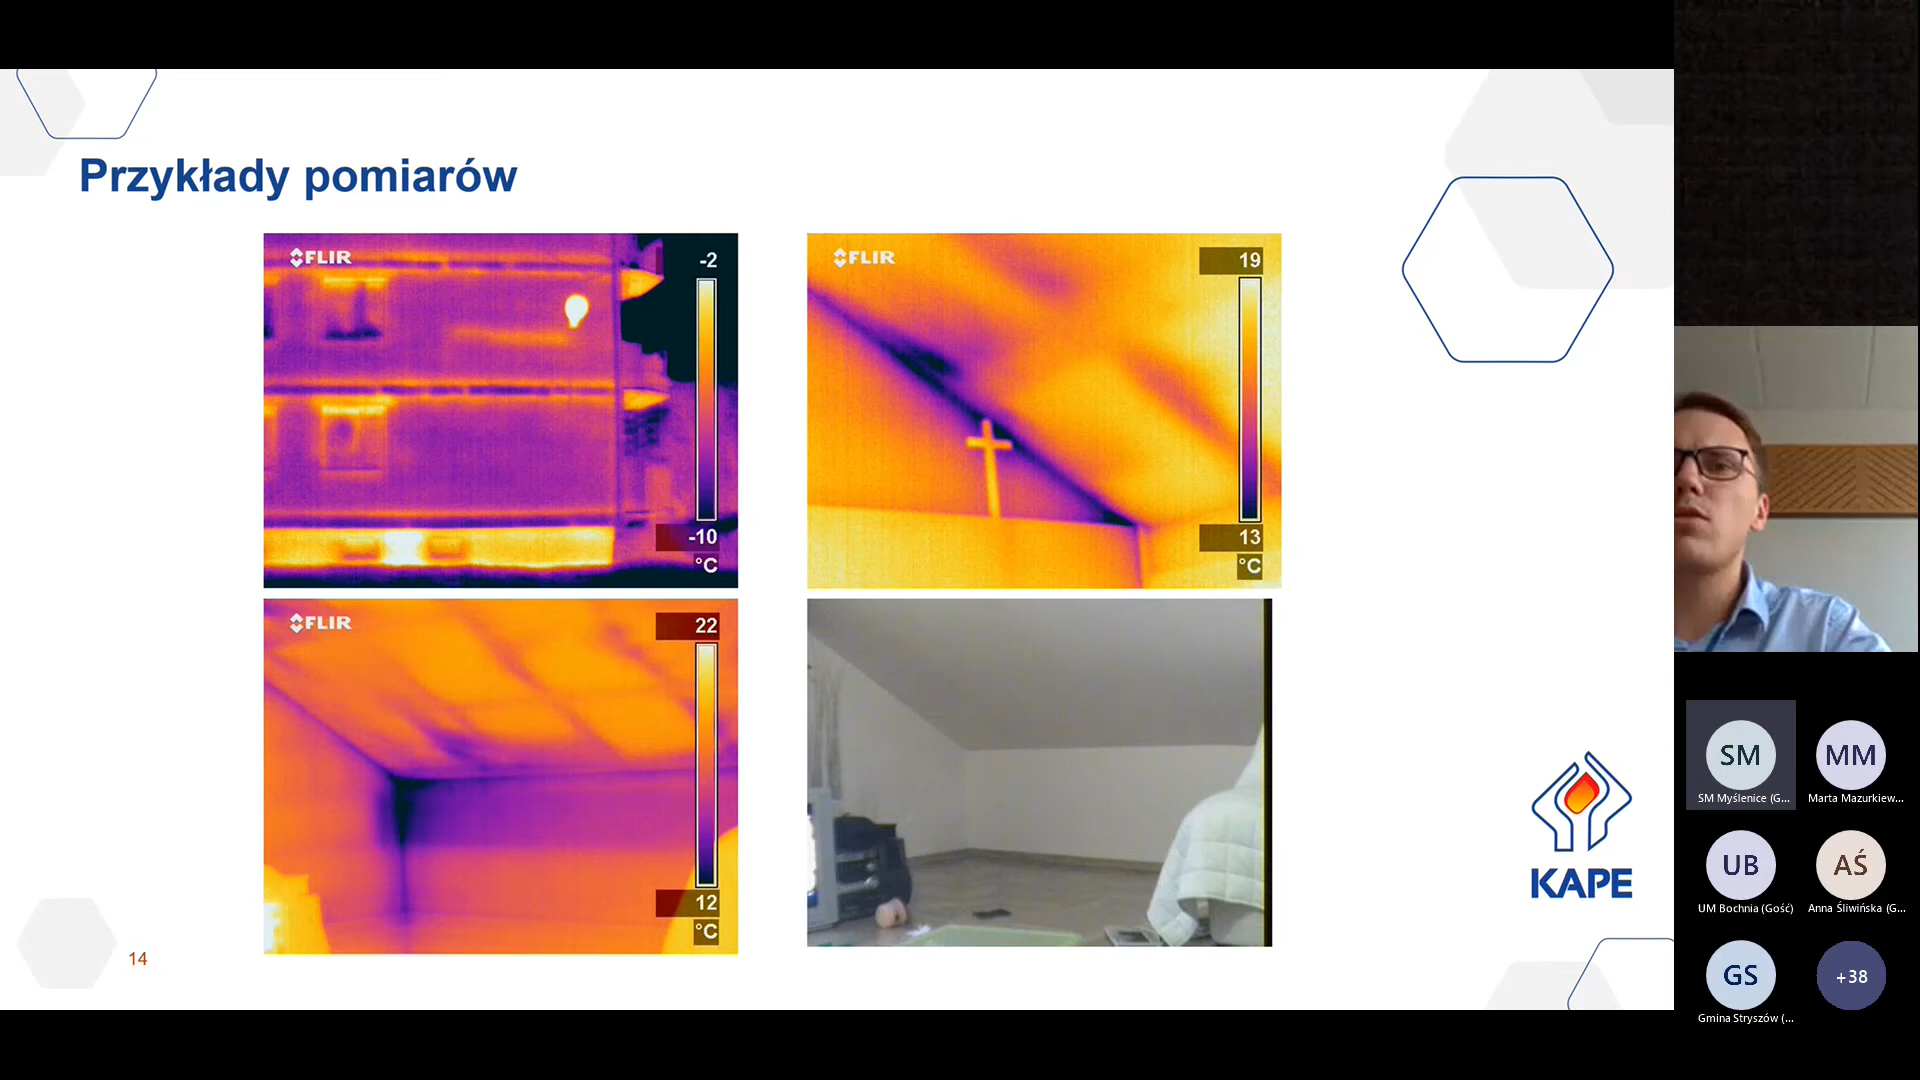 Przykłady pomiarów
FLIR
-2
-10
°C
FLIR
19
13
°C
FLIR
22
12
°C
KAPE
14
SM
SM Myślenice (G...
MM
Marta Mazurkiew...
UB
UM Bochnia (Gość)
AŚ
Anna Śliwińska (G...
GS
Gmina Stryszów (...
+38